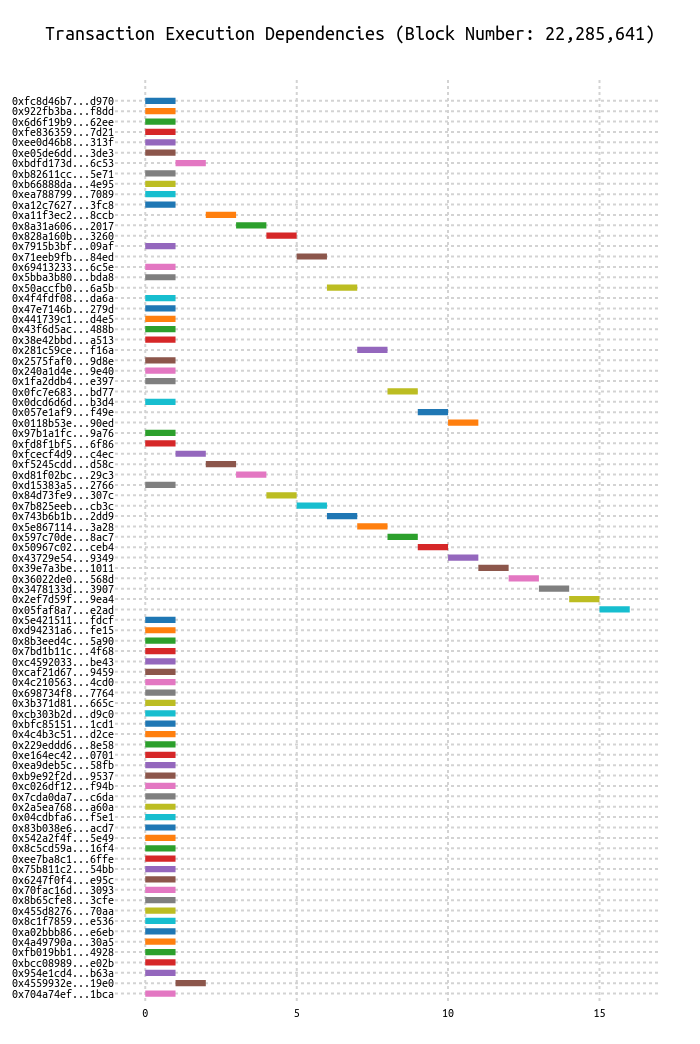 Transaction Execution Dependencies (Block Number: 22,285,641)
0xfc8d46b7...d970
0x922fb3ba...f8dd
0x6d6f19b9...62ee
0xfe836359...7d21
0xee0d46b8...313f
0xe05de6dd...3de3
0xbdfd173d...6c53
0xb82611cc...5e71
0xb66888da...4e95
0xea788799...7089
0xa12c7627...3fc8
0xa11f3ec2...8ccb
0x8a31a606...2017
0x828a160b...3260
0x7915b3bf...09af
0x71eeb9fb...84ed
0x69413233...6c5e
0x5bba3b80...bda8
0x50accfb0...6a5b
0x4f4fdf08...da6a
0x47e7146b...279d
0x441739c1...d4e5
0x43f6d5ac...488b
0x38e42bbd...a513
0x281c59ce...f16a
0x2575faf0...9d8e
0x240a1d4e...9e40
0x1fa2ddb4...e397
0x0fc7e683...bd77
0x0dcd6d6d...b3d4
0x057e1af9...f49e
0x0118b53e...90ed
0x97b1a1fc...9a76
0xfd8f1bf5...6f86
0xfcecf4d9...c4ec
0xf5245cdd...d58c
0xd81f02bc...29c3
0xd15383a5...2766
0x84d73fe9...307c
0x7b825eeb...cb3c
0x743b6b1b...2dd9
0x5e867114...3a28
0x597c70de...8ac7
0x50967c02...ceb4
0x43729e54...9349
0x39e7a3be...1011
0x36022de0...568d
0x3478133d...3907
0x2ef7d59f...9ea4
0x05faf8a7...e2ad
0x5e421511...fdcf
0xd94231a6...fe15
0x8b3eed4c...5a90
0x7bd1b11c...4f68
0xc4592033...be43
0xcaf21d67...9459
0x4c210563...4cd0
0x698734f8...7764
0x3b371d81...665c
0xcb303b2d...d9c0
0xbfc85151...1cd1
0x4c4b3c51...d2ce
0x229eddd6...8e58
0xe164ec42...0701
0xea9deb5c...58fb
0xb9e92f2d...9537
0xc026df12...f94b
0x7cda0da7...c6da
0x2a5ea768...a60a
0x04cdbfa6...f5e1
0x83b038e6...acd7
0x542a2f4f...5e49
0x8c5cd59a...16f4
0xee7ba8c1...6ffe
0x75b811c2...54bb
0x6247f0f4...e95c
0x70fac16d...3093
0x8b65cfe8...3cfe
0x455d8276...70aa
0x8c1f7859...e536
0xa02bbb86...e6eb
0x4a49790a...30a5
0xfb019bb1...4928
0xbcc08989...e02b
0x954e1cd4...b63a
0x4559932e...19e0
0x704a74ef...1bca
0 5 10 15